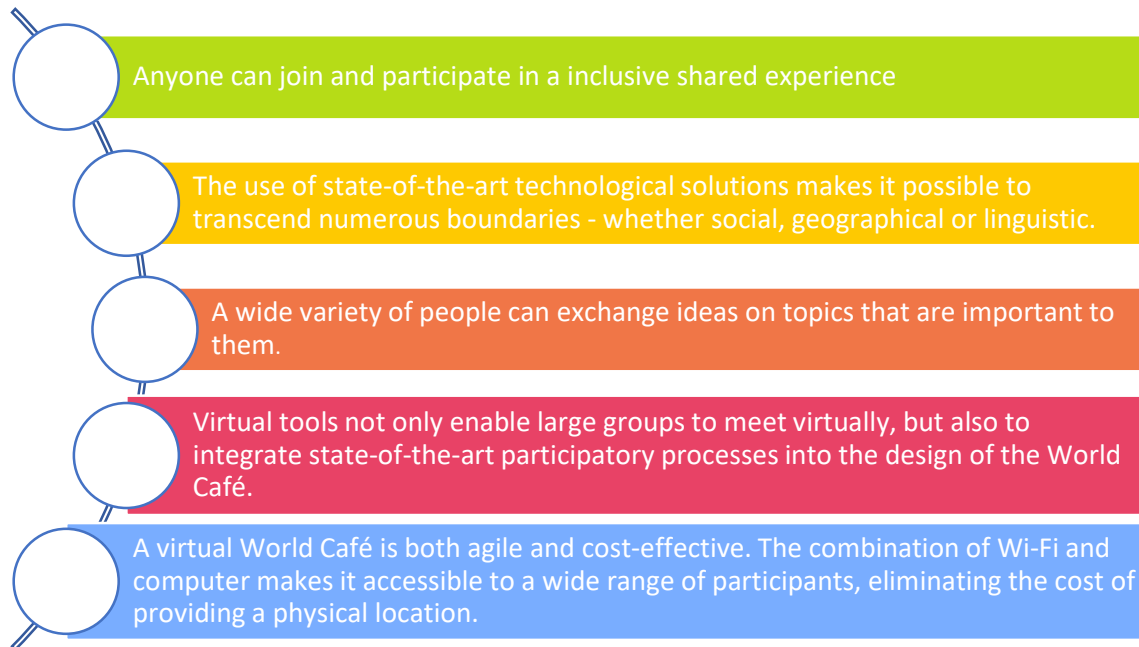 Anyone can join and participate in a inclusive shared experience
The use of state-of-the-art technological solutions makes it possible to
transcend numerous boundaries - whether social, geographical or linguistic.
A wide variety of people can exchange ideas on topics that are important to
them.
Virtual tools not only enable large groups to meet virtually, but also to
integrate state-of-the-art participatory processes into the design of the World
Café.
A virtual World Café is both agile and cost-effective. The combination of Wi-Fi and
computer makes it accessible to a wide range of participants, eliminating the cost of
providing a physical location.